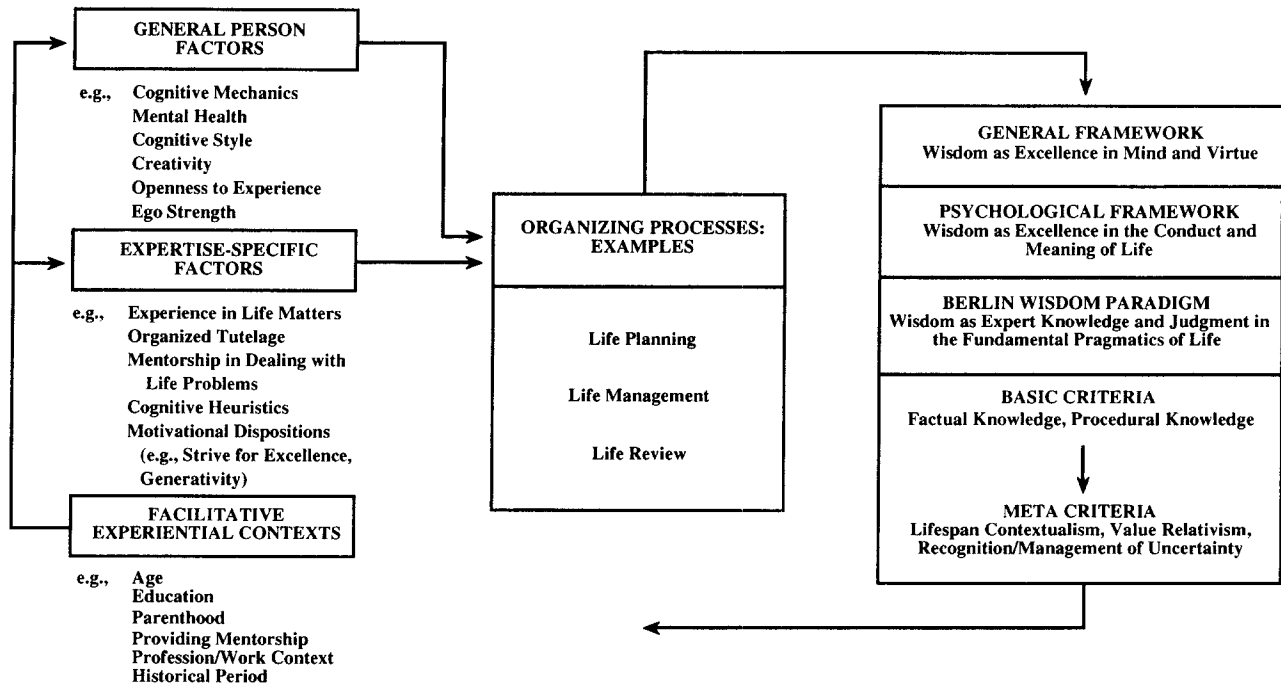 GENERAL PERSON
FACTORS
e.g., Cognitive Mechanics
Mental Health
Cognitive Style
Creativity
Openness to Experience
Ego Strength
EXPERTISE-SPECIFIC
FACTORS
e.g., Experience in Life Matters
Organized Tutelage
Mentorship in Dealing with
Life Problems
Cognitive Heuristics
Motivational Dispositions
(e.g., Strive for Excellence,
Generativity)
FACILITATIVE
EXPERIENTIAL CONTEXTS
e.g., Age
Education
Parenthood
Providing Mentorship
Profession/Work Context
Historical Period
ORGANIZING PROCESSES:
EXAMPLES
Life Planning
Life Management
Life Review
GENERAL FRAMEWORK
Wisdom as Excellence in Mind and Virtue
PSYCHOLOGICAL FRAMEWORK
Wisdom as Excellence in the Conduct and
Meaning of Life
BERLIN WISDOM PARADIGM
Wisdom as Expert Knowledge and Judgment in
the Fundamental Pragmatics of Life
BASIC CRITERIA
Factual Knowledge, Procedural Knowledge
META CRITERIA
Lifespan Contextualism, Value Relativism,
Recognition/Management of Uncertainty